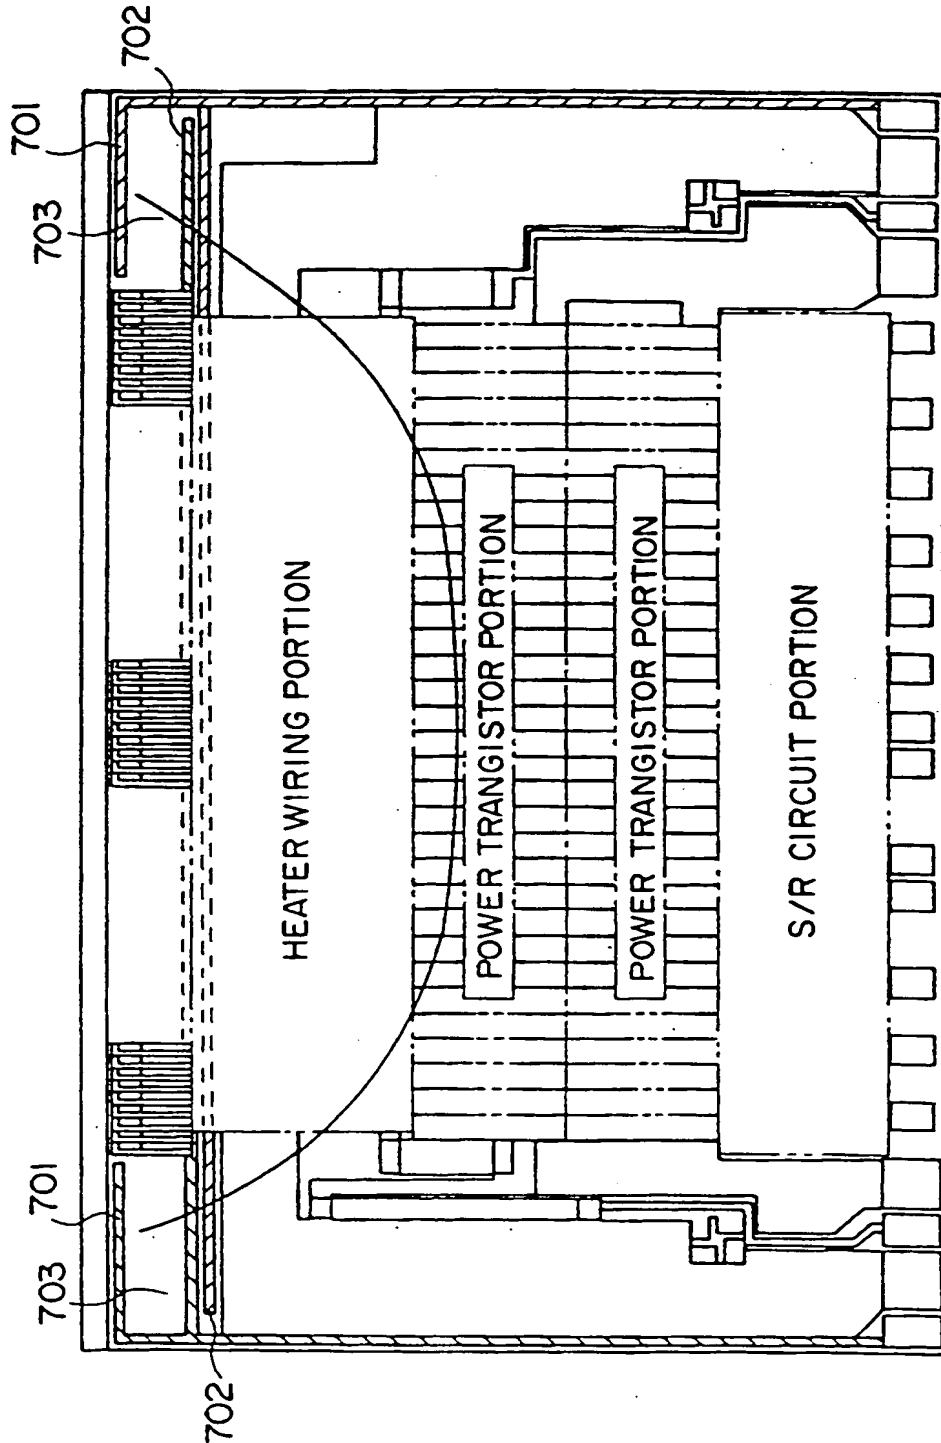 701
703
702
HEATER WIRING PORTION
POWER TRANGISTOR PORTION
POWER TRANGISTOR PORTION
S/R CIRCUIT PORTION
701
703
702